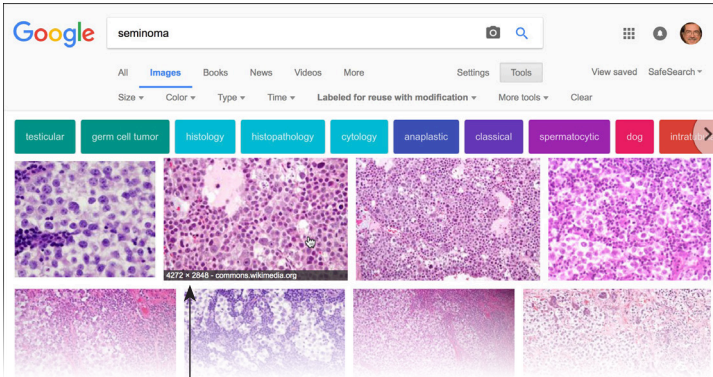 Google seminoma
All Images Books News Videos More Settings Tools View saved SafeSearch
Size Color Type Time Labeled for reuse with modification More tools Clear
testicular germ cell tumor histology histopathology cytology anaplastic classical spermatocytic dog
4272 × 2848 - commons.wikimedia.org